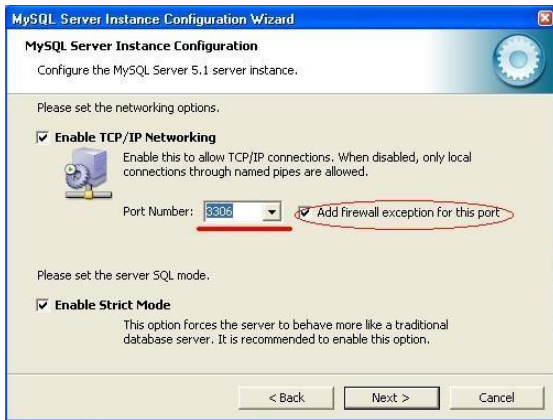 MySQL Server Instance Configuration Wizard
MySQL Server Instance Configuration
Configure the MySQL Server 5.1 server instance.
Please set the networking options.
Enable TCP/IP Networking
Enable this to allow TCP/IP connections. When disabled, only local
connections through named pipes are allowed.
Port Number: 3306 Add firewall exception for this port
Please set the server SQL mode.
Enable Strict Mode
This option forces the server to behave more like a traditional
database server. It is recommended to enable this option.
< Back Next > Cancel